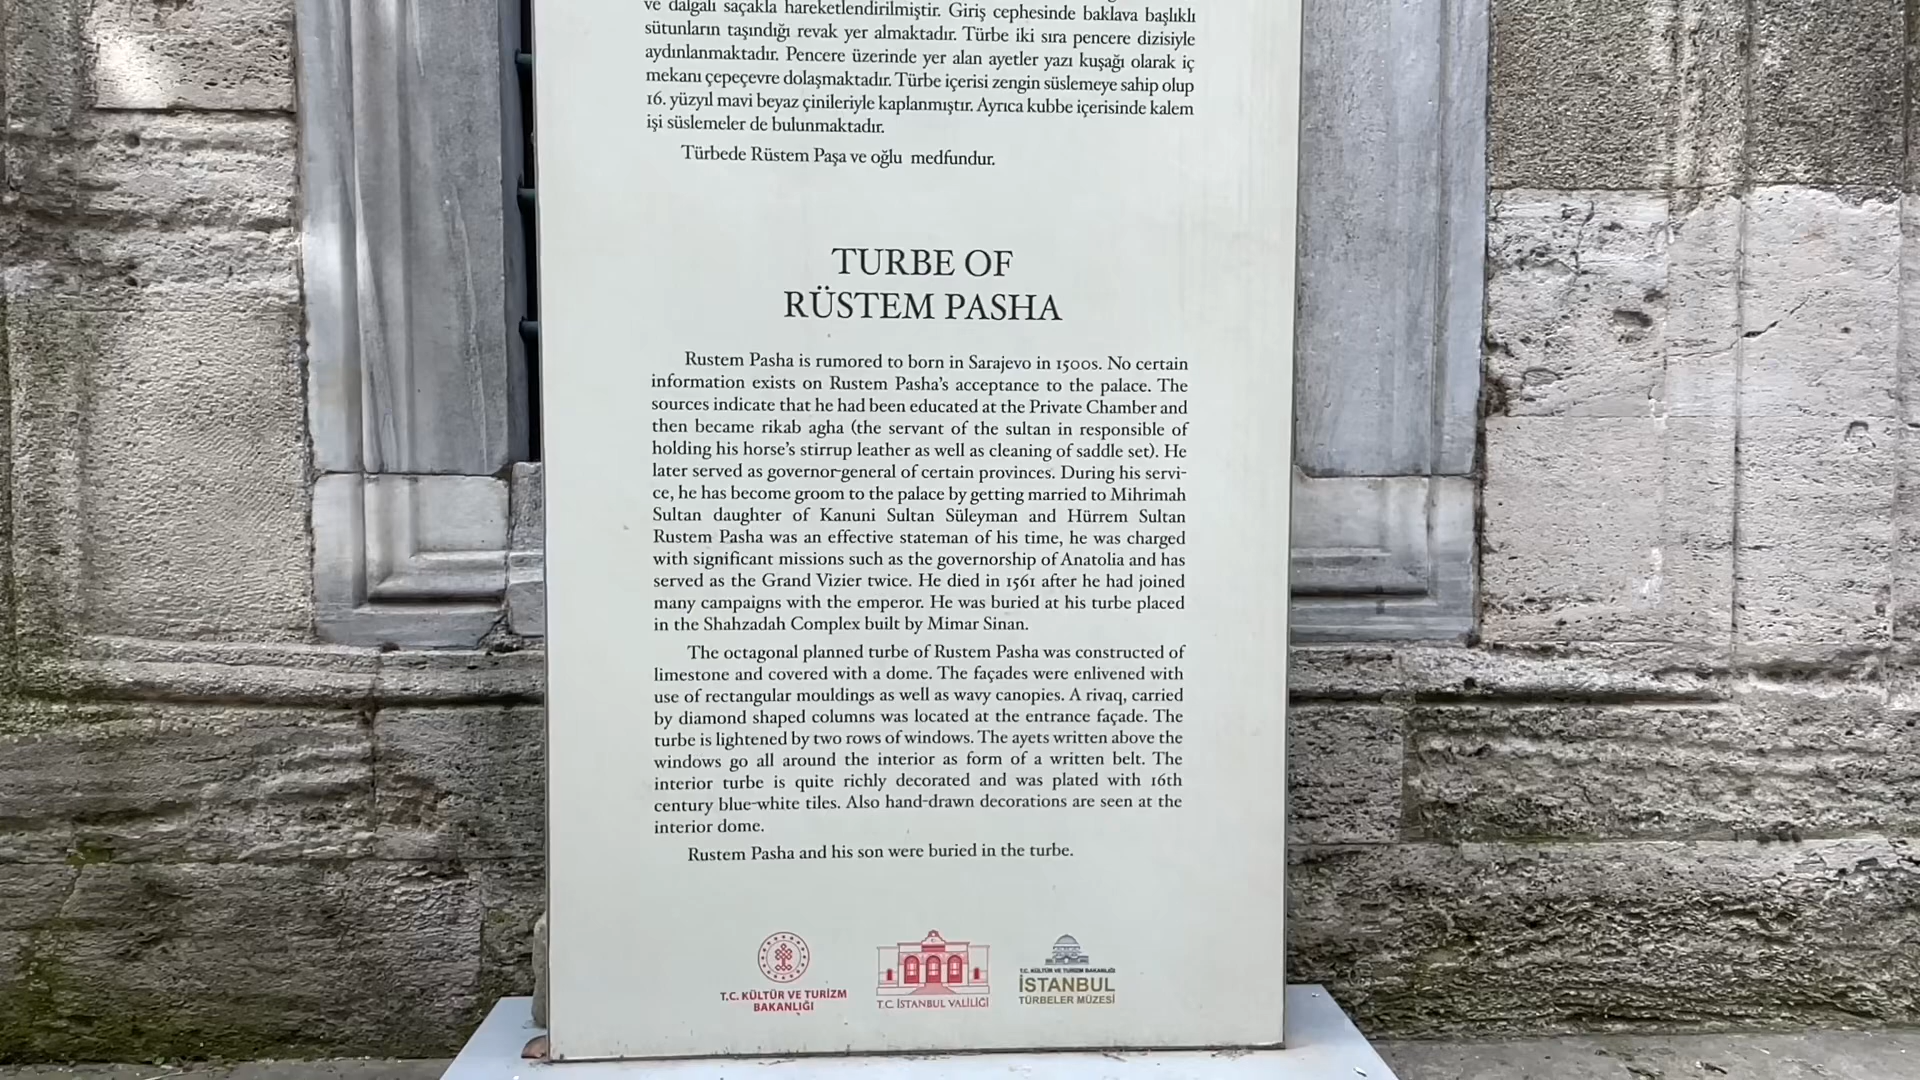 ve dalgalı saçakla hareketlendirilmiştir. Giriş cephesinde baklava başlıklı
sütunların taşındığı revak yer almaktadır. Türbe iki sıra pencere dizisiyle
aydınlanmaktadır. Pencere üzerinde yer alan ayetler yazı kuşağı olarak iç
mekanı çepeçevre dolaşmaktadır. Türbe içerisi zengin süslemeye sahip olup
16. yüzyıl mavi beyaz çinileriyle kaplanmıştır. Ayrıca kubbe içerisinde kalem
işi süslemeler de bulunmaktadır.
Türbede Rüstem Paşa ve oğlu medfundur.
TURBE OF
RÜSTEM PASHA
Rustem Pasha is rumored to born in Sarajevo in 1500s. No certain
information exists on Rustem Pasha's acceptance to the palace. The
sources indicate that he had been educated at the Private Chamber and
then became rikab agha (the servant of the sultan in responsible of
holding his horse's stirrup leather as well as cleaning of saddle set). He
later served as governor-general of certain provinces. During his servi-
ce, he has become groom to the palace by getting married to Mihrimah
Sultan daughter of Kanuni Sultan Süleyman and Hürrem Sultan
Rustem Pasha was an effective stateman of his time, he was charged
with significant missions such as the governorship of Anatolia and has
served as the Grand Vizier twice. He died in 1561 after he had joined
many campaigns with the emperor. He was buried at his turbe placed
in the Shahzadah Complex built by Mimar Sinan.
The octagonal planned turbe of Rustem Pasha was constructed of
limestone and covered with a dome. The façades were enlivened with
use of rectangular mouldings as well as wavy canopies. A rivaq, carried
by diamond shaped columns was located at the entrance façade. The
turbe is lightened by two rows of windows. The ayets written above the
windows go all around the interior as form of a written belt. The
interior turbe is quite richly decorated and was plated with 16th
century blue-white tiles. Also hand-drawn decorations are seen at the
interior dome.
Rustem Pasha and his son were buried in the turbe.
T.C. KÜLTÜR VE TURİZM
BAKANLIĞI
T.C. İSTANBUL VALİLİĞİ
T.C. KÜLTÜR VE TURİZM BAKANLIĞI
İSTANBUL
TÜRBELER MÜZESİ